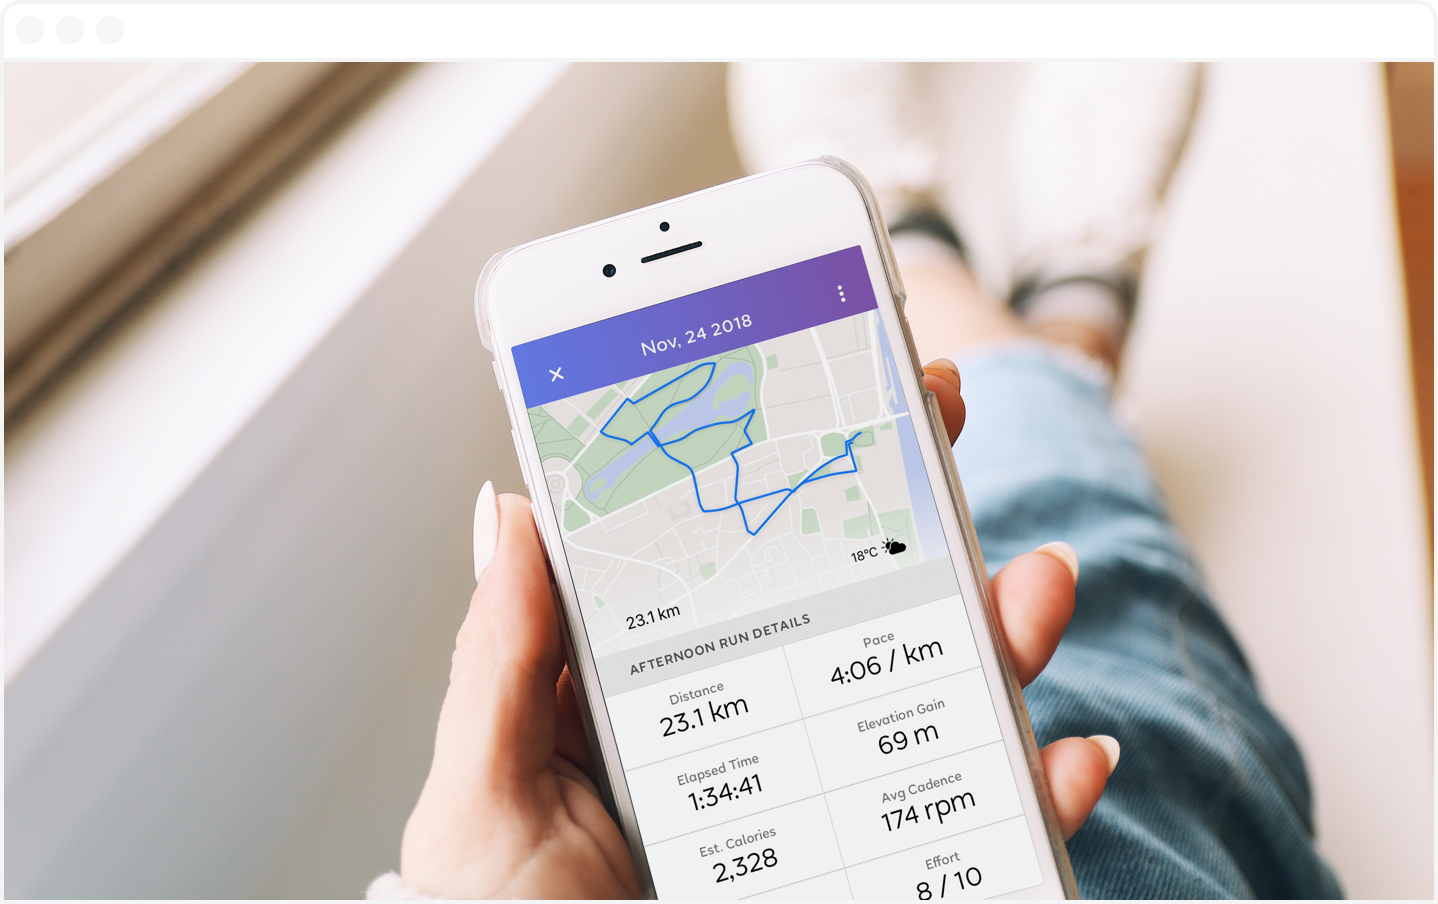 Nov, 24 2018
18°C
23.1 km
AFTERNOON RUN DETAILS
Distance
23.1 km
Pace
4:06 / km
Elapsed Time
1:34:41
Elevation Gain
69 m
Est. Calories
2,328
Avg Cadence
174 rpm
Effort
8 / 10